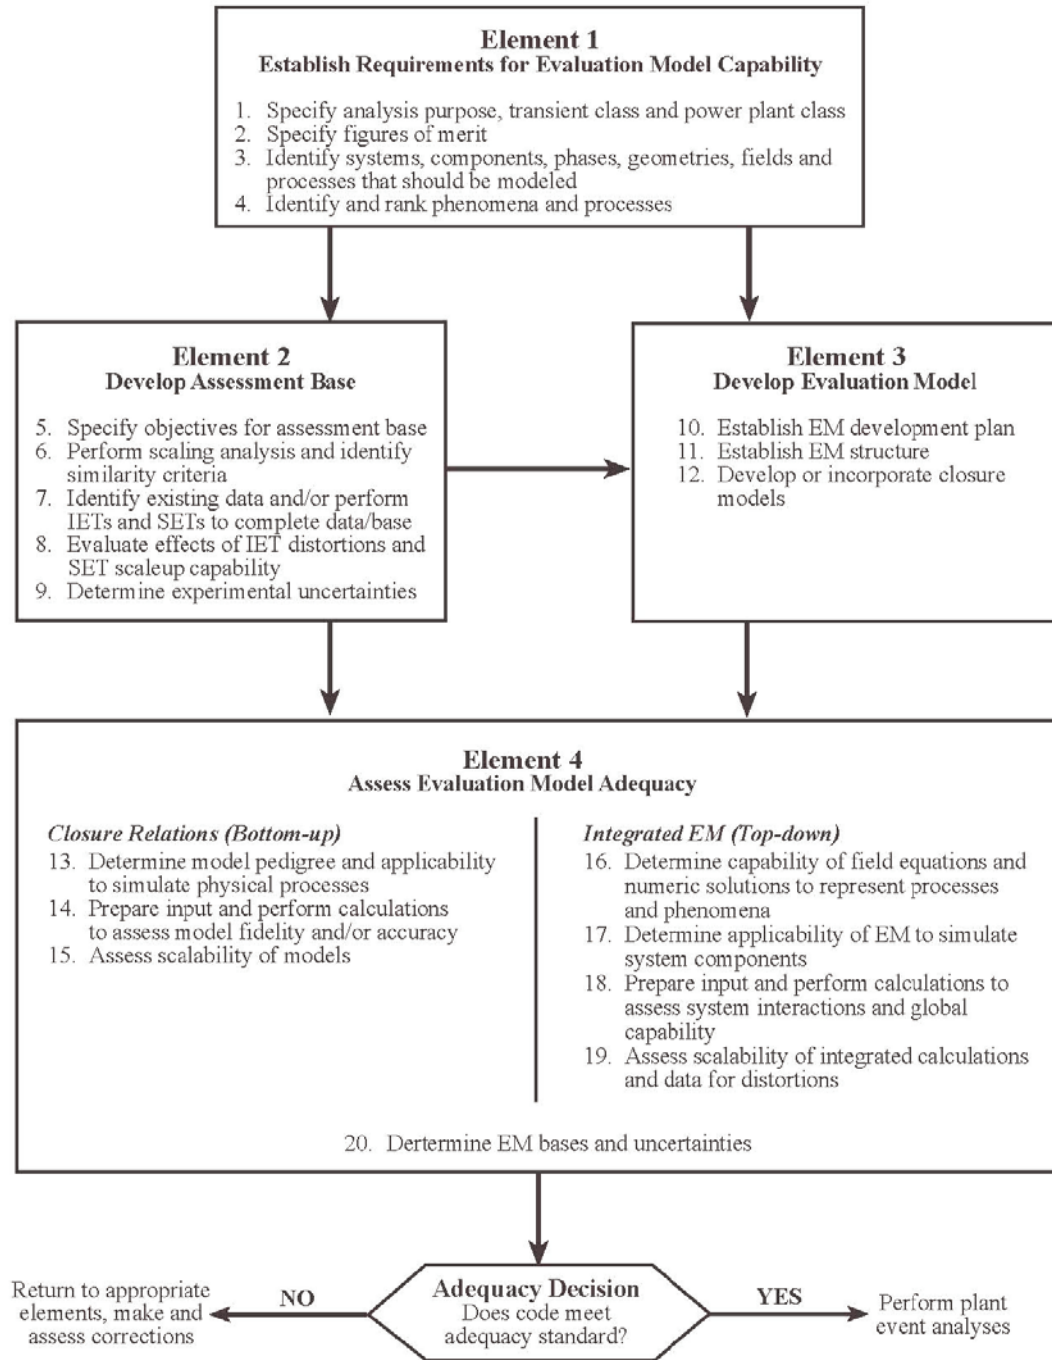 Element 1
Establish Requirements for Evaluation Model Capability
1. Specify analysis purpose, transient class and power plant class
2. Specify figures of merit
3. Identify systems, components, phases, geometries, fields and
processes that should be modeled
4. Identify and rank phenomena and processes
Element 2
Develop Assessment Base
5. Specify objectives for assessment base
6. Perform scaling analysis and identify
similarity criteria
7. Identify existing data and/or perform
IETs and SETs to complete data/base
8. Evaluate effects of IET distortions and
SET scaleup capability
9. Determine experimental uncertainties
Element 3
Develop Evaluation Model
10. Establish EM development plan
11. Establish EM structure
12. Develop or incorporate closure
models
Element 4
Assess Evaluation Model Adequacy
Closure Relations (Bottom-up)
13. Determine model pedigree and applicability
to simulate physical processes
14. Prepare input and perform calculations
to assess model fidelity and/or accuracy
15. Assess scalability of models
Integrated EM (Top-down)
16. Determine capability of field equations and
numeric solutions to represent processes
and phenomena
17. Determine applicability of EM to simulate
system components
18. Prepare input and perform calculations to
assess system interactions and global
capability
19. Assess scalability of integrated calculations
and data for distortions
20. Dertermine EM bases and uncertainties
Return to appropriate
elements, make and
assess corrections
NO
Adequacy Decision
Does code meet
adequacy standard?
YES
Perform plant
event analyses